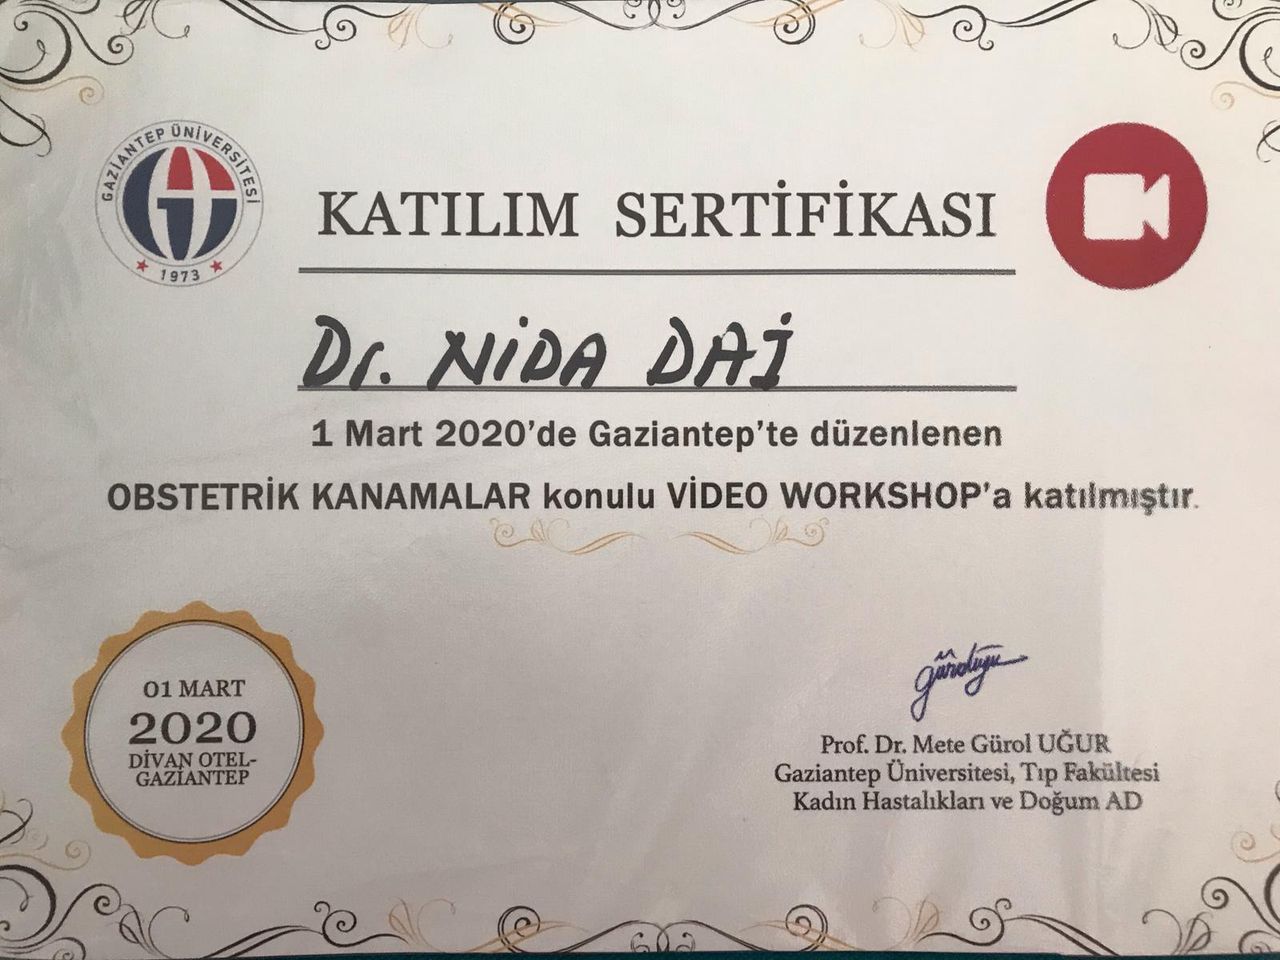 GAZİANTEP ÜNİVERSİTESİ
1973
KATILIM SERTİFİKASI
Dr. NİDA DAİ
1 Mart 2020'de Gaziantep'te düzenlenen
OBSTETRİK KANAMALAR konulu VİDEO WORKSHOP'a katılmıştır.
01 MART
2020
DİVAN OTEL-
GAZİANTEP
Prof. Dr. Mete Gürol UĞUR
Gaziantep Üniversitesi, Tıp Fakültesi
Kadın Hastalıkları ve Doğum AD